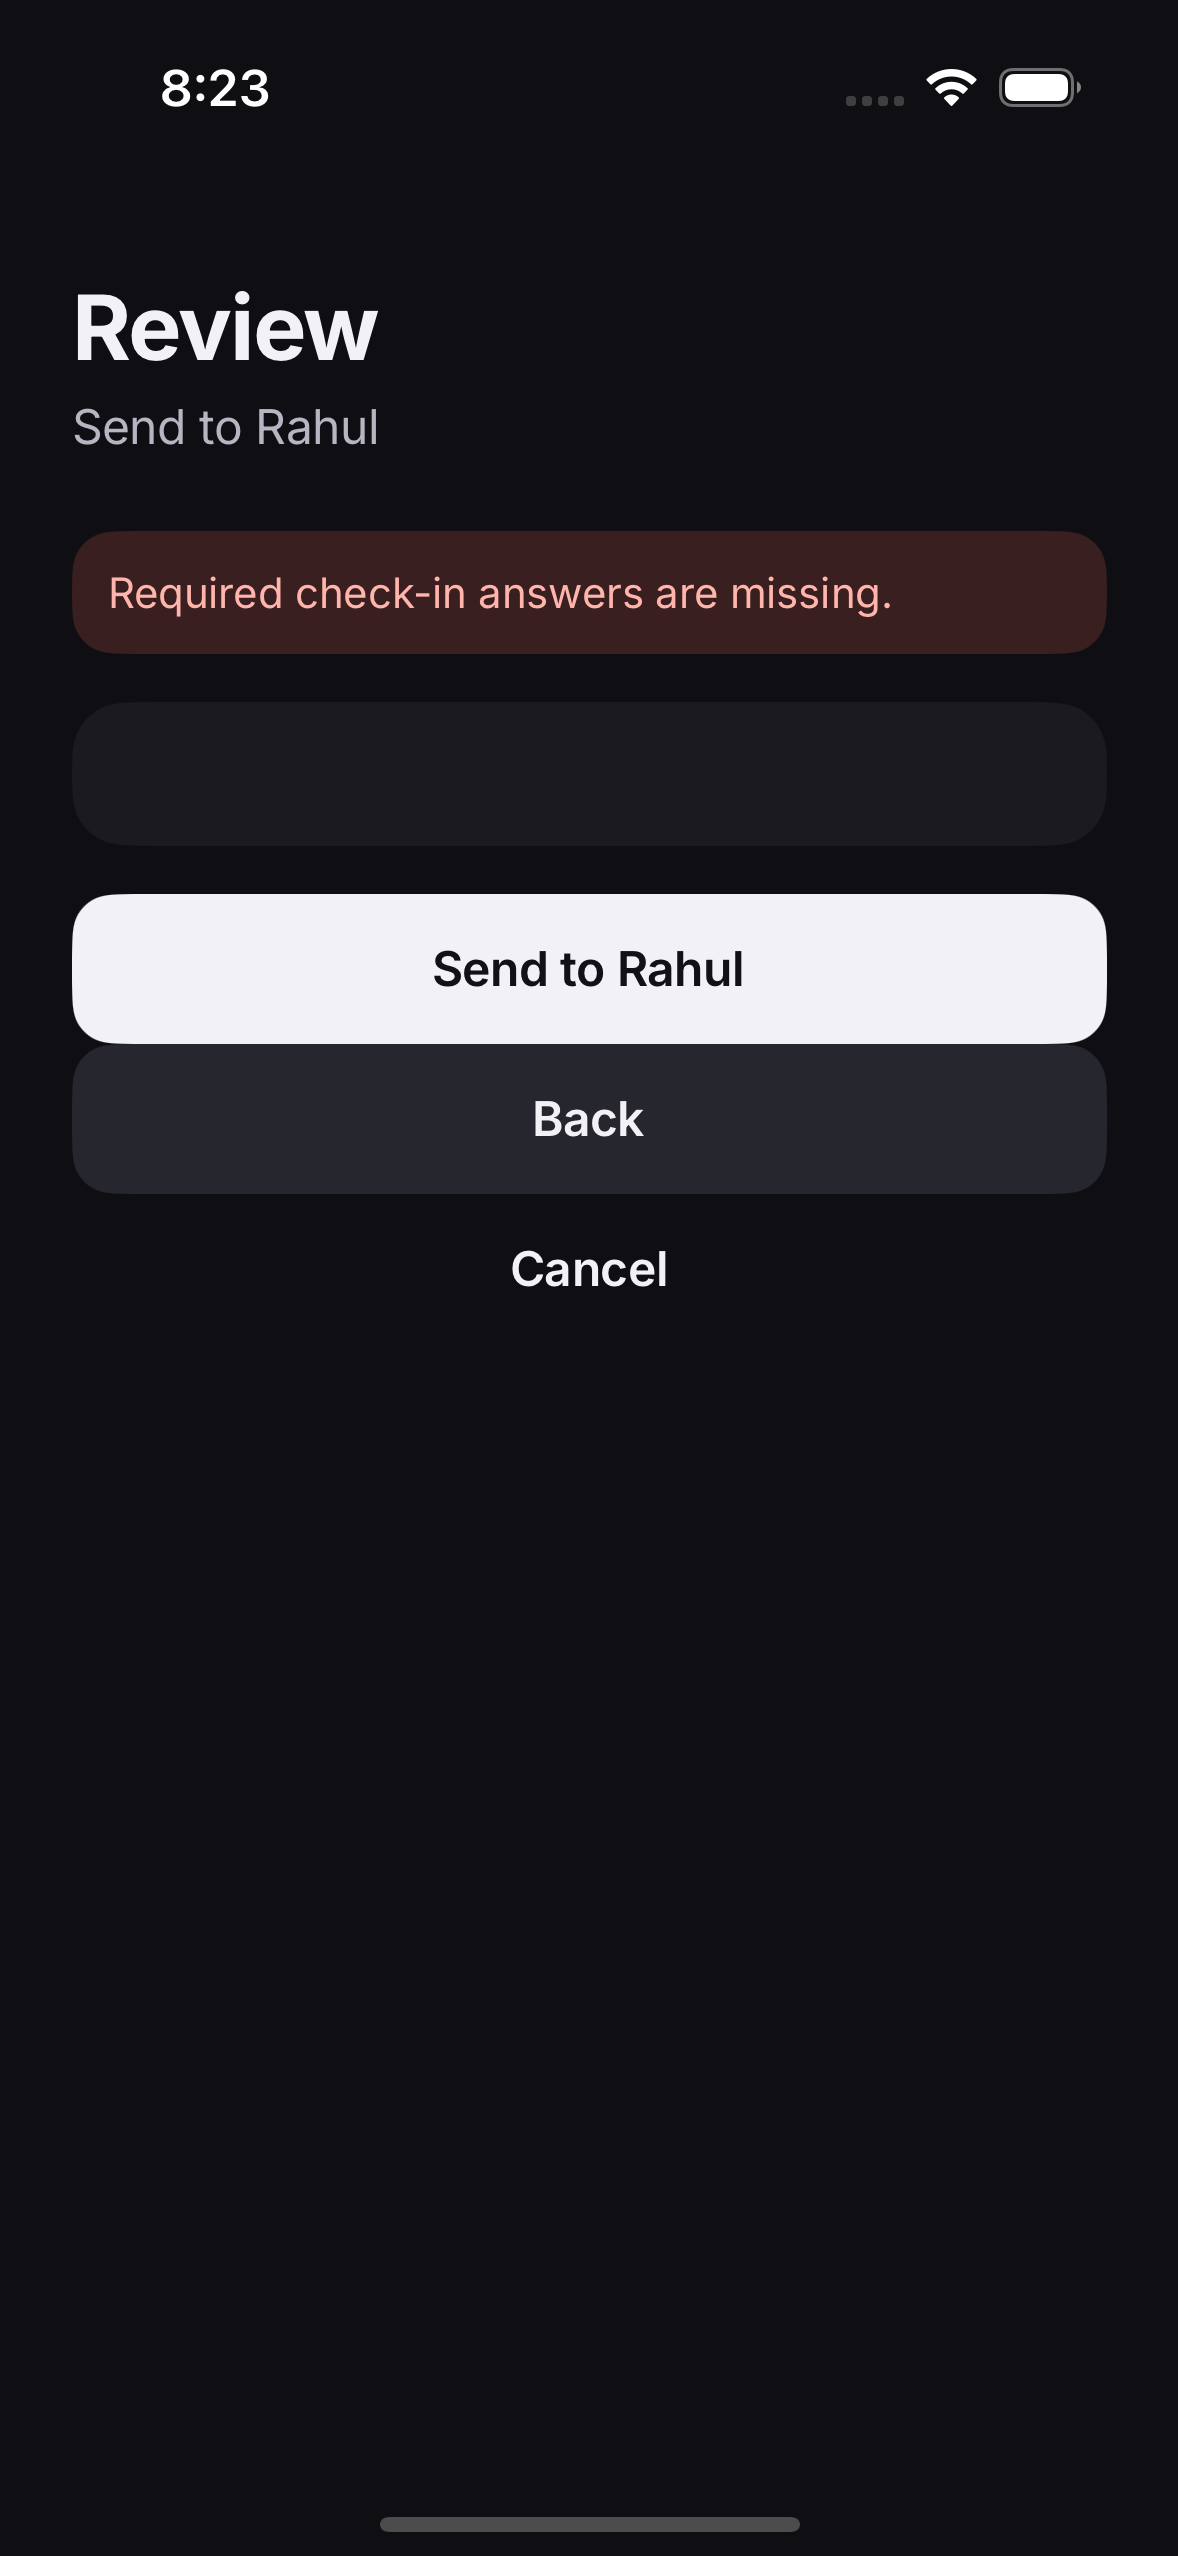 8:23
Review
Send to Rahul
Required check-in answers are missing.
Send to Rahul
Back
Cancel